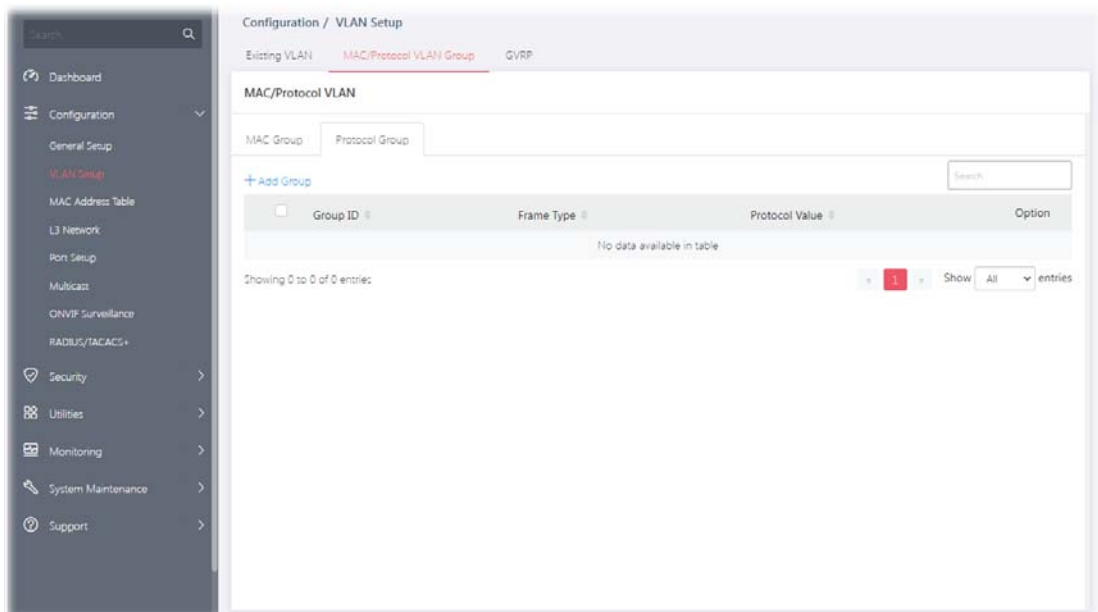 Search
Dashboard
Configuration
General Setup
VLAN Setup
MAC Address Table
L3 Network
Port Setup
Multicast
ONVIF Surveillance
RADIUS/TACACS+
Security
Utilities
Monitoring
System Maintenance
Support
Configuration / VLAN Setup
Existing VLAN MAC/Protocol VLAN Group GVRP
MAC/Protocol VLAN
MAC Group Protocol Group
+ Add Group Search
Group ID Frame Type Protocol Value Option
No data available in table
Showing 0 to 0 of 0 entries « 1 » Show All entries